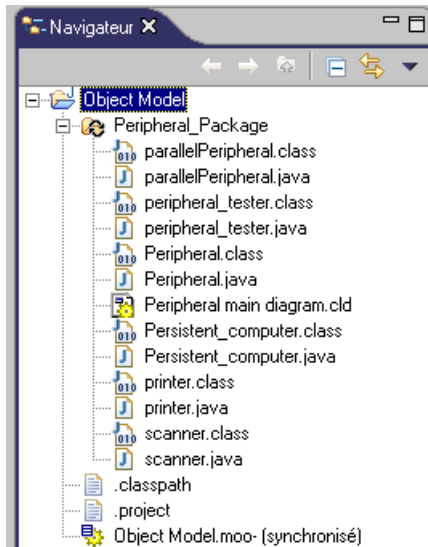 Navigateur
Object Model
Peripheral_Package
parallelPeripheral.class
parallelPeripheral.java
peripheral_tester.class
peripheral_tester.java
Peripheral.class
Peripheral.java
Peripheral main diagram.cld
Persistent_computer.class
Persistent_computer.java
printer.class
printer.java
scanner.class
scanner.java
.classpath
.project
Object Model.moo- (synchronisé)